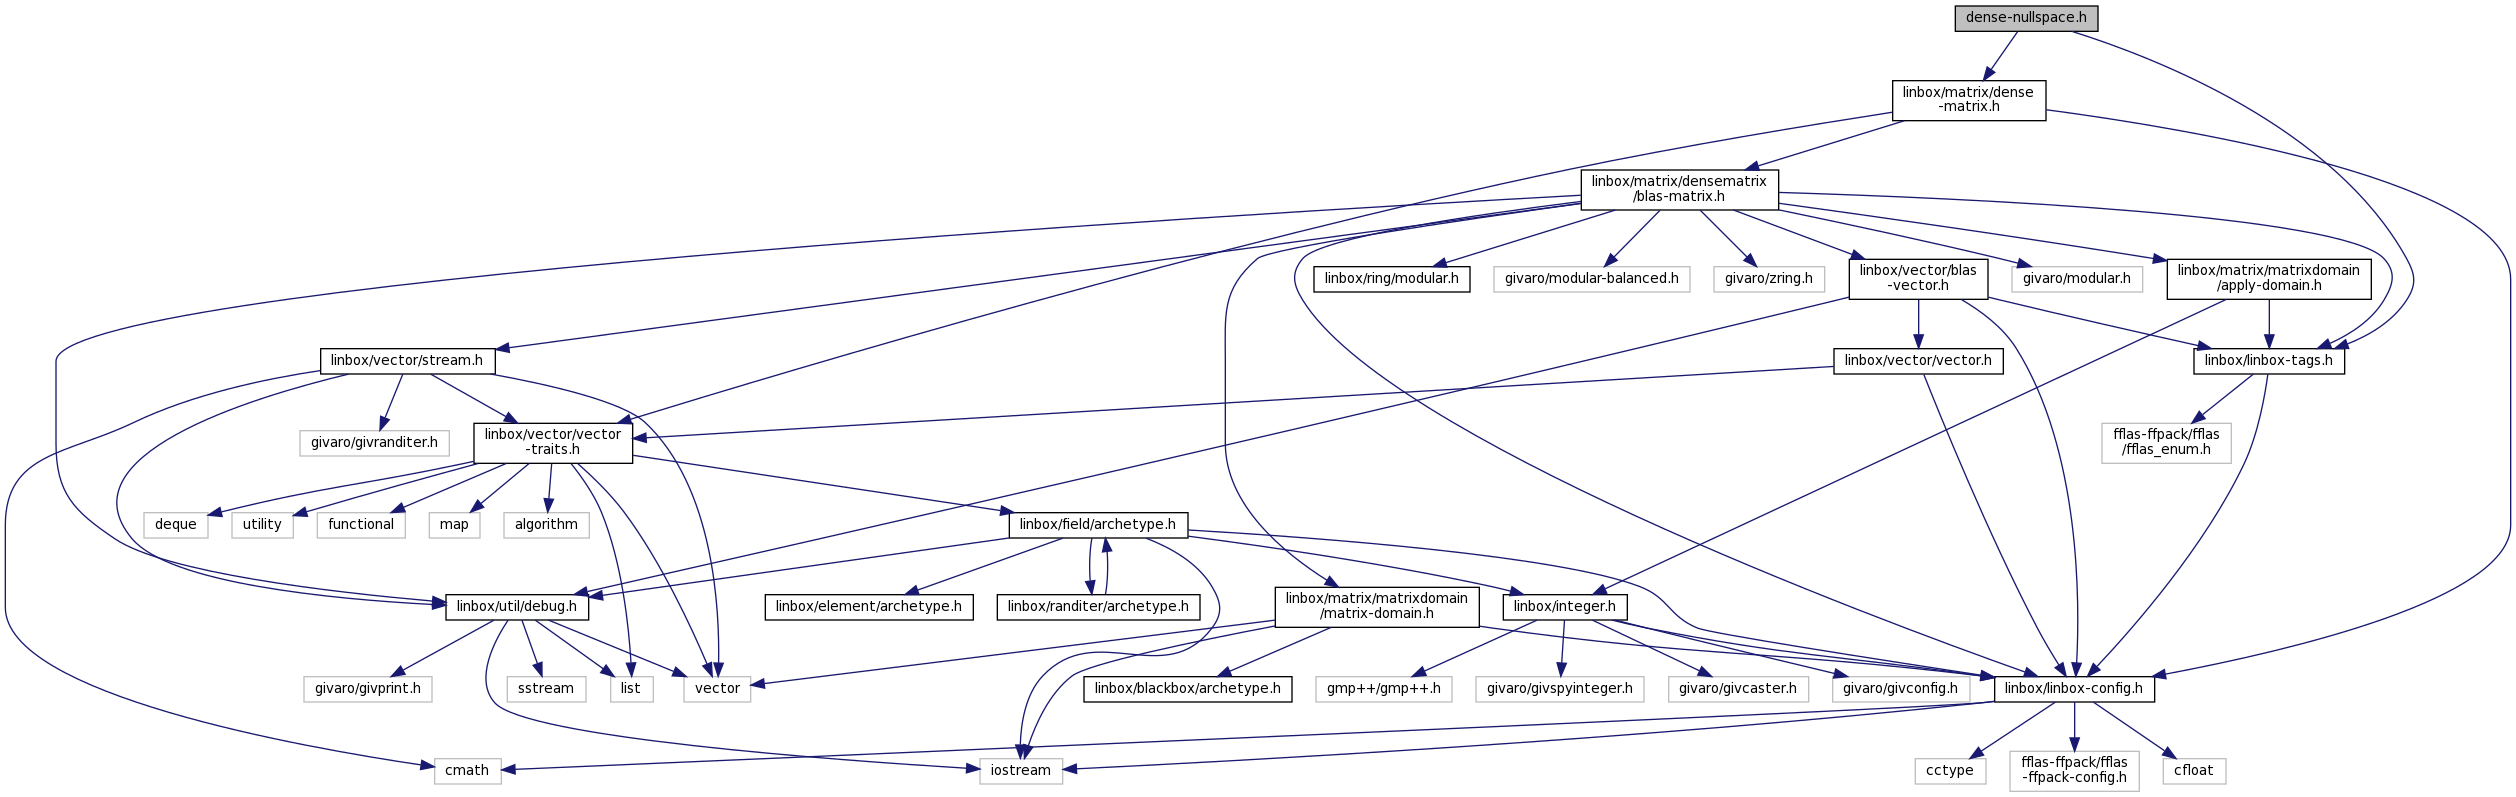 dense-nullspace.h
linbox/matrix/dense
-matrix.h
linbox/matrix/densematrix
/blas-matrix.h
linbox/ring/modular.h
givaro/modular-balanced.h
givaro/zring.h
linbox/vector/blas
-vector.h
givaro/modular.h
linbox/matrix/matrixdomain
/apply-domain.h
linbox/vector/stream.h
linbox/vector/vector.h
linbox/linbox-tags.h
givaro/givranditer.h
linbox/vector/vector
-traits.h
fflas-ffpack/fflas
/fflas_enum.h
deque
utility
functional
map
algorithm
linbox/field/archetype.h
linbox/util/debug.h
linbox/element/archetype.h
linbox/randiter/archetype.h
linbox/matrix/matrixdomain
/matrix-domain.h
linbox/integer.h
givaro/givprint.h
sstream
list
vector
linbox/blackbox/archetype.h
gmp++/gmp++.h
givaro/givspyinteger.h
givaro/givcaster.h
givaro/givconfig.h
linbox/linbox-config.h
cmath
iostream
cctype
fflas-ffpack/fflas
-ffpack-config.h
cfloat